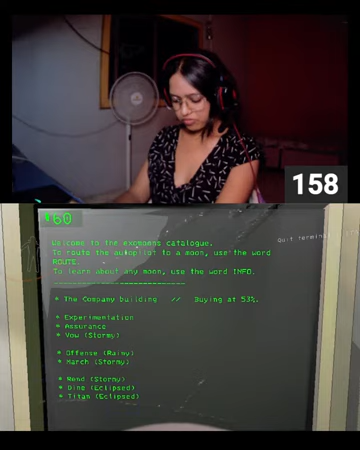 158
$60
Welcome to the exomoons catalogue.
Quit terminal
To route the autopilot to a moon, use the word
ROUTE.
To learn about any moon, use the word INFO.
* The Company building // Buying at 53%.
* Experimentation
* Assurance
* Vow (Stormy)
* Offense (Rainy)
* March (Stormy)
* Rend (Stormy)
* Dine (Eclipsed)
* Titan (Eclipsed)